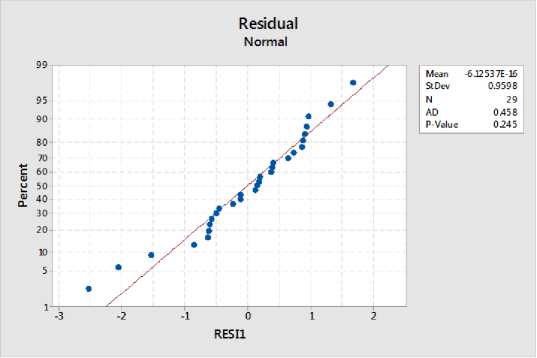 Residual
Normal
99
95
90
80
70
60
50
40
30
20
10
5
1
Percent
-3
-2
-1
0
1
2
RESI1
Mean -6.12537E-16
StDev 0.9598
N 29
AD 0.458
P-Value 0.245